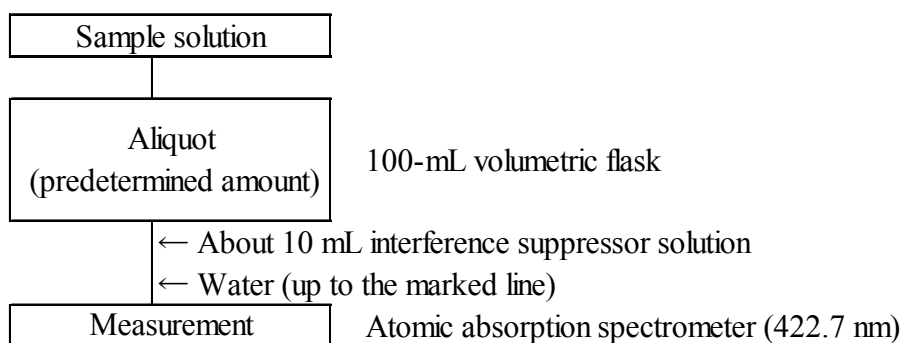 Sample solution
Aliquot
(predetermined amount)
100-mL volumetric flask
← About 10 mL interference suppressor solution
← Water (up to the marked line)
Measurement
Atomic absorption spectrometer (422.7 nm)